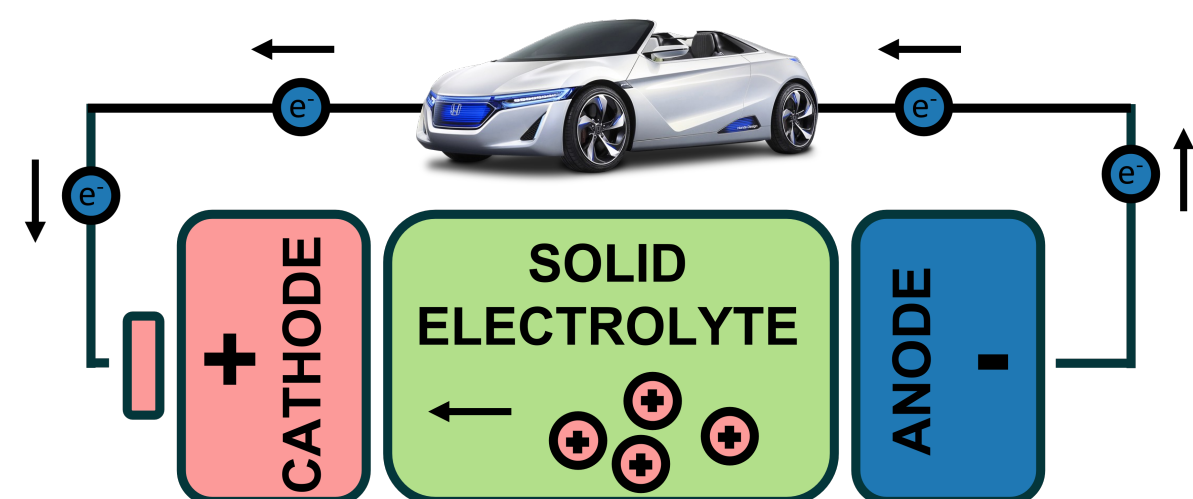 e-
e-
e-
e-
SOLID
ELECTROLYTE
+
CATHODE
ANODE
-
+
+
+
+